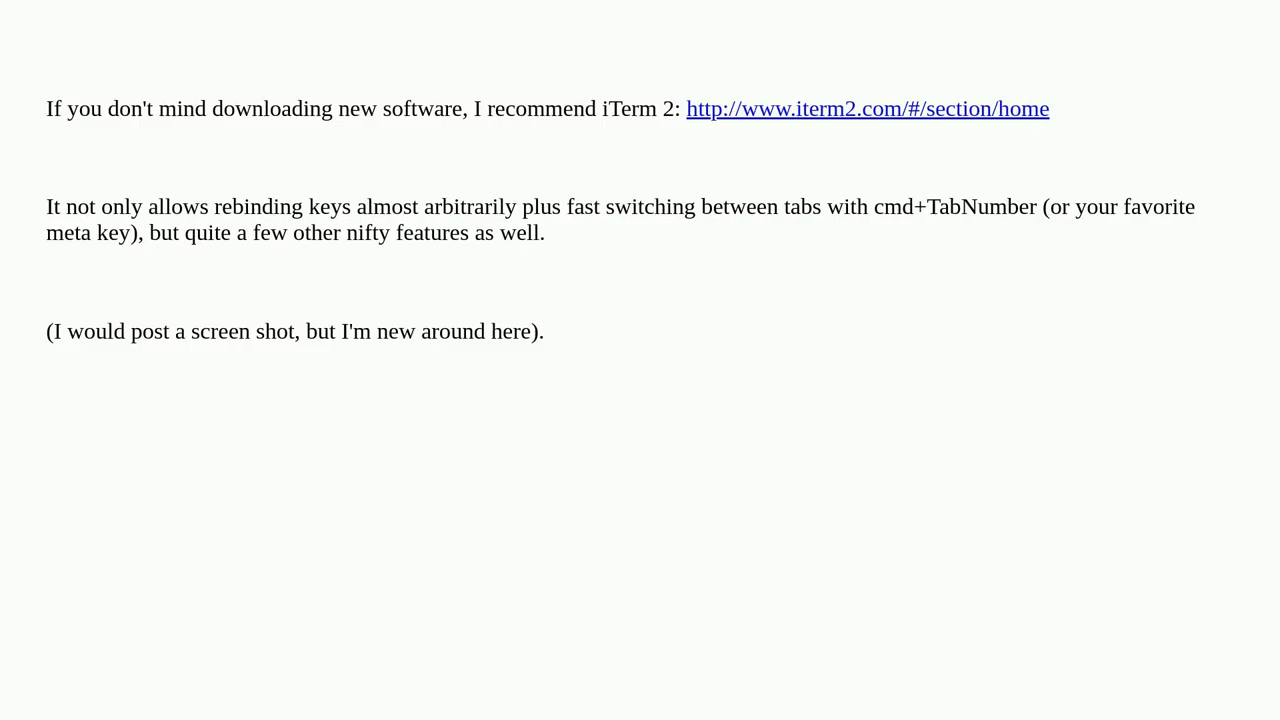 If you don't mind downloading new software, I recommend iTerm 2: http://www.iterm2.com/#/section/home
It not only allows rebinding keys almost arbitrarily plus fast switching between tabs with cmd+TabNumber (or your favorite
meta key), but quite a few other nifty features as well.
(I would post a screen shot, but I'm new around here).